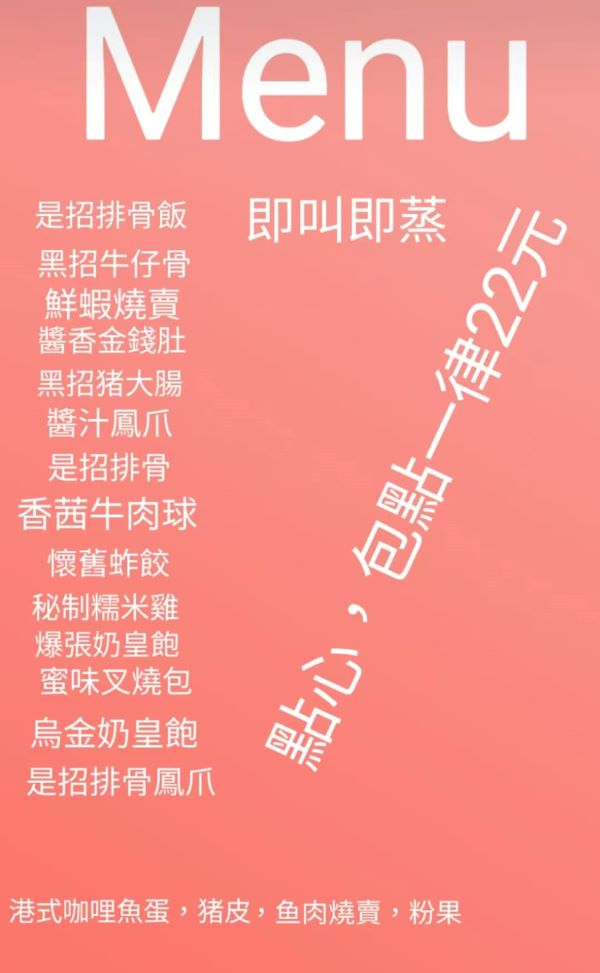 Menu
是招排骨飯
即叫即蒸
黑招牛仔骨
鮮蝦燒賣
醬香金錢肚
黑招猪大腸
醬汁鳳爪
是招排骨
香茜牛肉球
懷舊蚱餃
秘制糯米雞
爆張奶皇飽
蜜味叉燒包
烏金奶皇飽
是招排骨鳳爪
點心，包點一律22元
港式咖哩魚蛋，猪皮，鱼肉燒賣，粉果